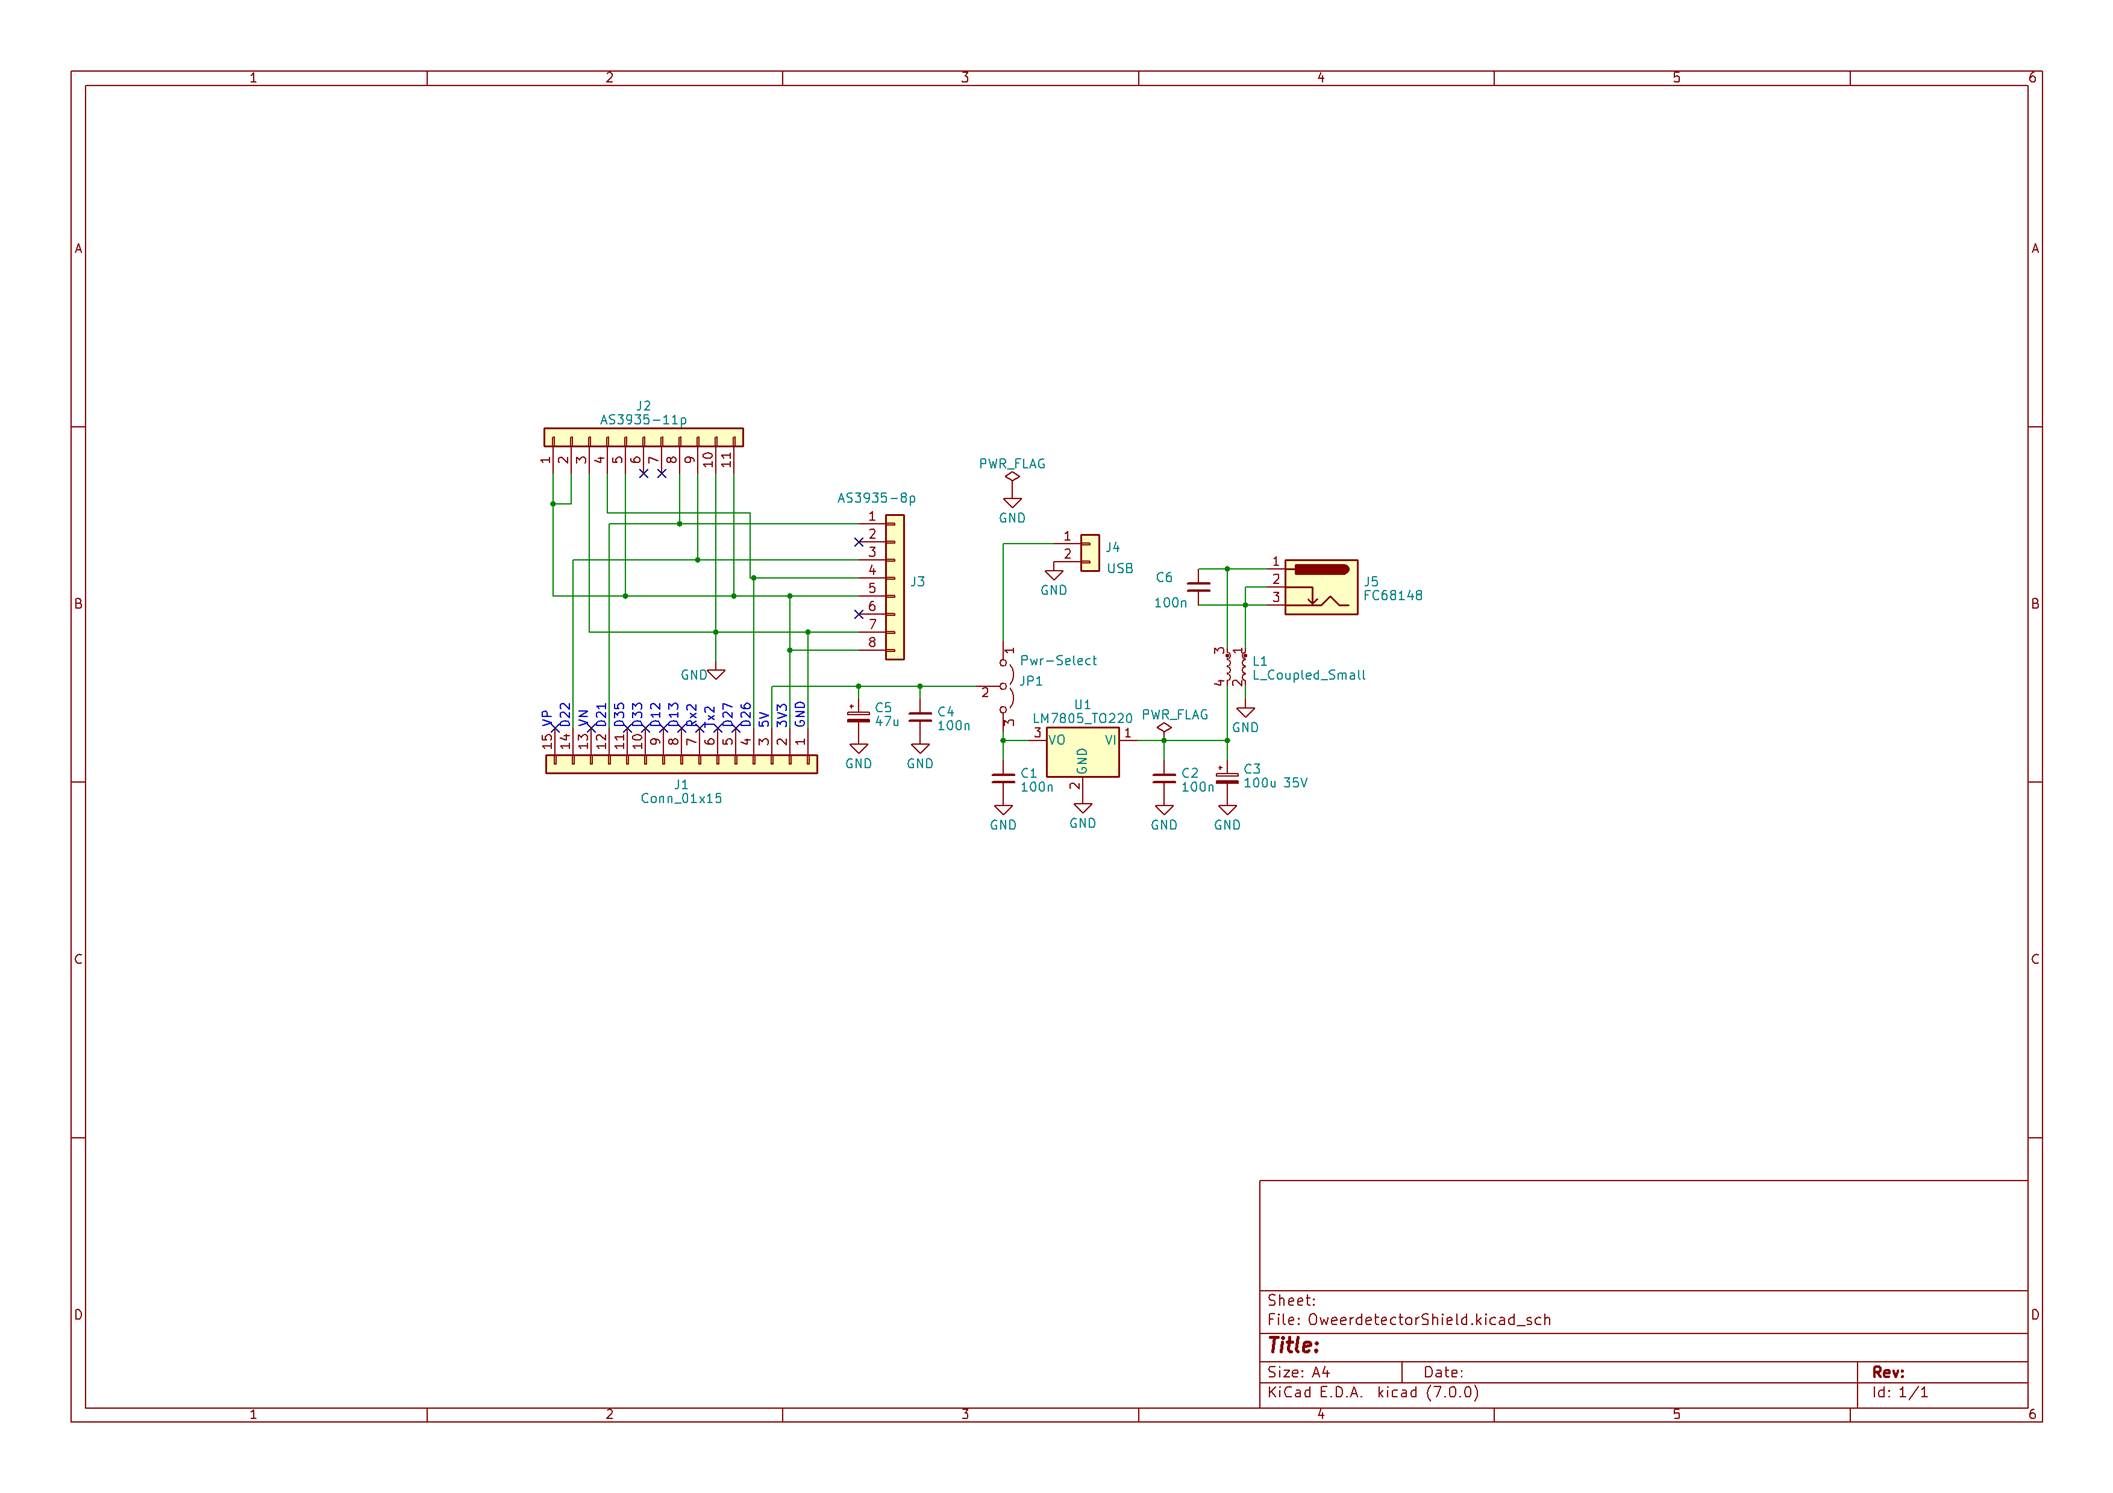 1 2 3 4 5 6
A A
J2
AS3935-11p
1 2 3 4 5 6 7 8 9 10 11
PWR_FLAG
GND
AS3935-8p
1
2
3
4
5
6
7
8
J3
1
2
J4
USB
GND
C6
100n
1
2
3
J5
FC68148
B B
GND
1
Pwr-Select
JP1
2
3
3 1
L1
L_Coupled_Small
4 2
GND
VP D22 VN D21 D35 D33 D12 D13 Rx2 Tx2 D27 D26 5V 3V3 GND
15 14 13 12 11 10 9 8 7 6 5 4 3 2 1
J1
Conn_01x15
C5
47u
GND
C4
100n
GND
U1
LM7805_TO220
3 VO VI 1
GND
2
GND
PWR_FLAG
C1
100n
GND
C2
100n
GND
C3
100u 35V
GND
C C
D D
Sheet:
File: OweerdetectorShield.kicad_sch
Title:
Size: A4 Date: Rev:
KiCad E.D.A. kicad (7.0.0) Id: 1/1
1 2 3 4 5 6